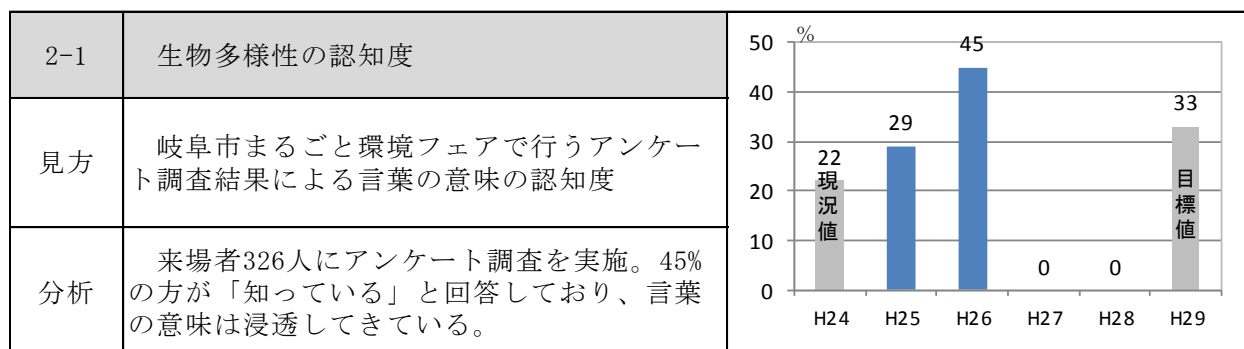 2-1
生物多様性の認知度
見方
岐阜市まるごと環境フェアで行うアンケー
ト調査結果による言葉の意味の認知度
分析
来場者326人にアンケート調査を実施。45%
の方が「知っている」と回答しており、言葉
の意味は浸透してきている。
%
50
40
30
20
10
0
22
29
45
0
0
33
現況値
目標値
H24
H25
H26
H27
H28
H29